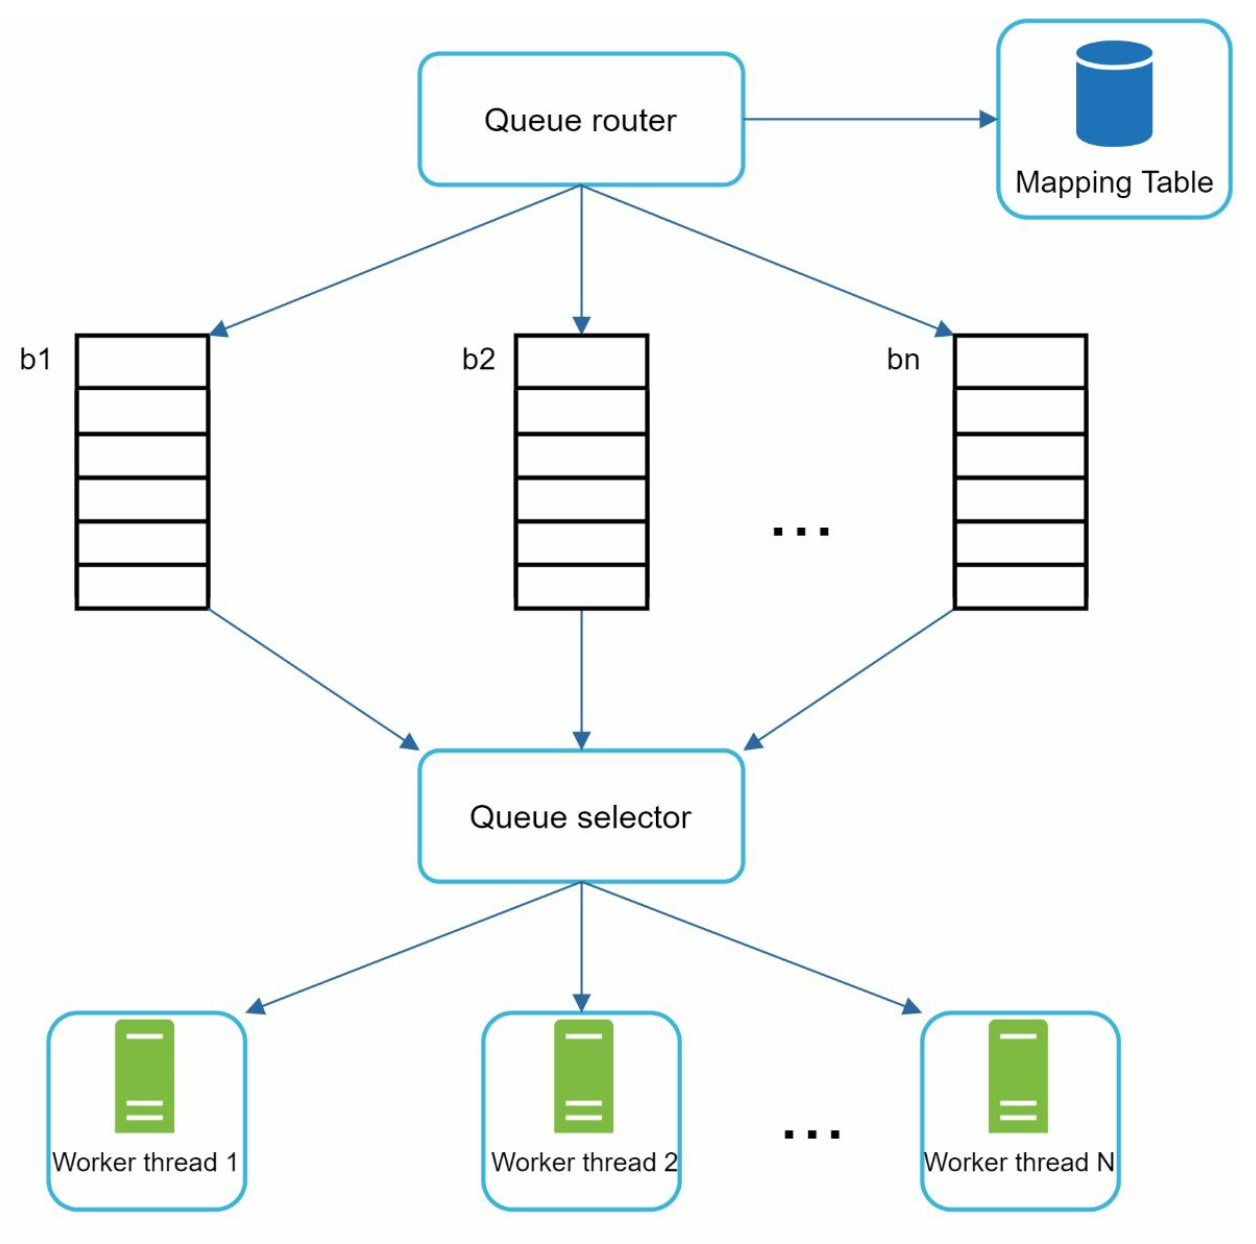 Queue router
Mapping Table
b1
b2
bn
...
Queue selector
...
Worker thread 1
Worker thread 2
Worker thread N